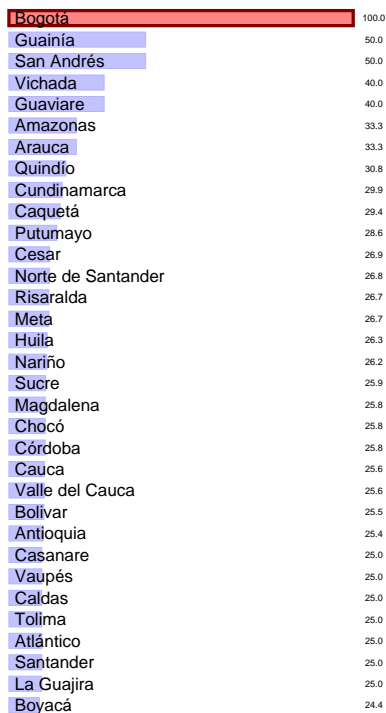 Bogotá 100.0
Guainía 50.0
San Andrés 50.0
Vichada 40.0
Guaviare 40.0
Amazonas 33.3
Arauca 33.3
Quindío 30.8
Cundinamarca 29.9
Caquetá 29.4
Putumayo 28.6
Cesar 26.9
Norte de Santander 26.8
Risaralda 26.7
Meta 26.7
Huila 26.3
Nariño 26.2
Sucre 25.9
Magdalena 25.8
Chocó 25.8
Córdoba 25.8
Cauca 25.6
Valle del Cauca 25.6
Bolivar 25.5
Antioquia 25.4
Casanare 25.0
Vaupés 25.0
Caldas 25.0
Tolima 25.0
Atlántico 25.0
Santander 25.0
La Guajira 25.0
Boyacá 24.4